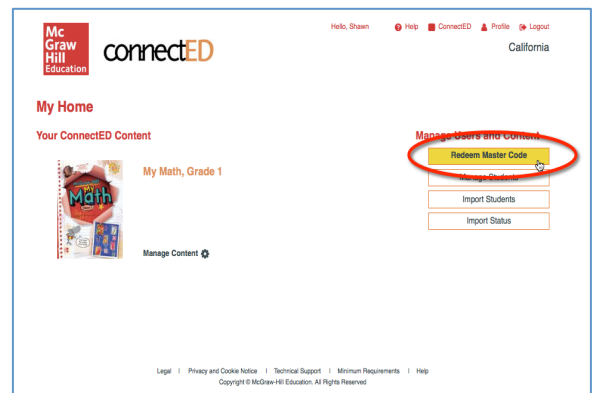 Hello, Shawn Help ConnectED Profile Logout
Mc
Graw
Hill
Education
connectED
California
My Home
Your ConnectED Content
Manage Users and Content
Redeem Master Code
My Math, Grade 1
My
Math
Manage Students
Import Students
Import Status
Manage Content
Legal | Privacy and Cookie Notice | Technical Support | Minimum Requirements | Help
Copyright © McGraw-Hill Education. All Rights Reserved